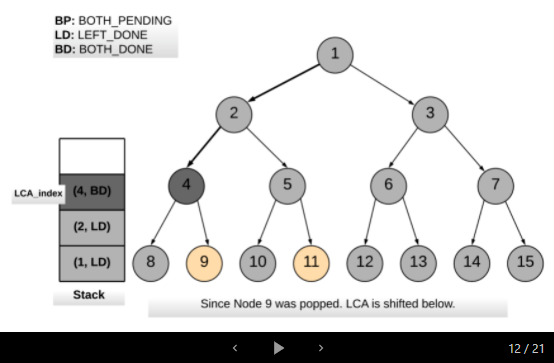 BP: BOTH_PENDING
LD: LEFT_DONE
BD: BOTH_DONE
1
2
3
LCA_index
(4, BD)
4
5
6
7
(2, LD)
(1, LD)
8
9
10
11
12
13
14
15
Stack
Since Node 9 was popped. LCA is shifted below.
12 / 21